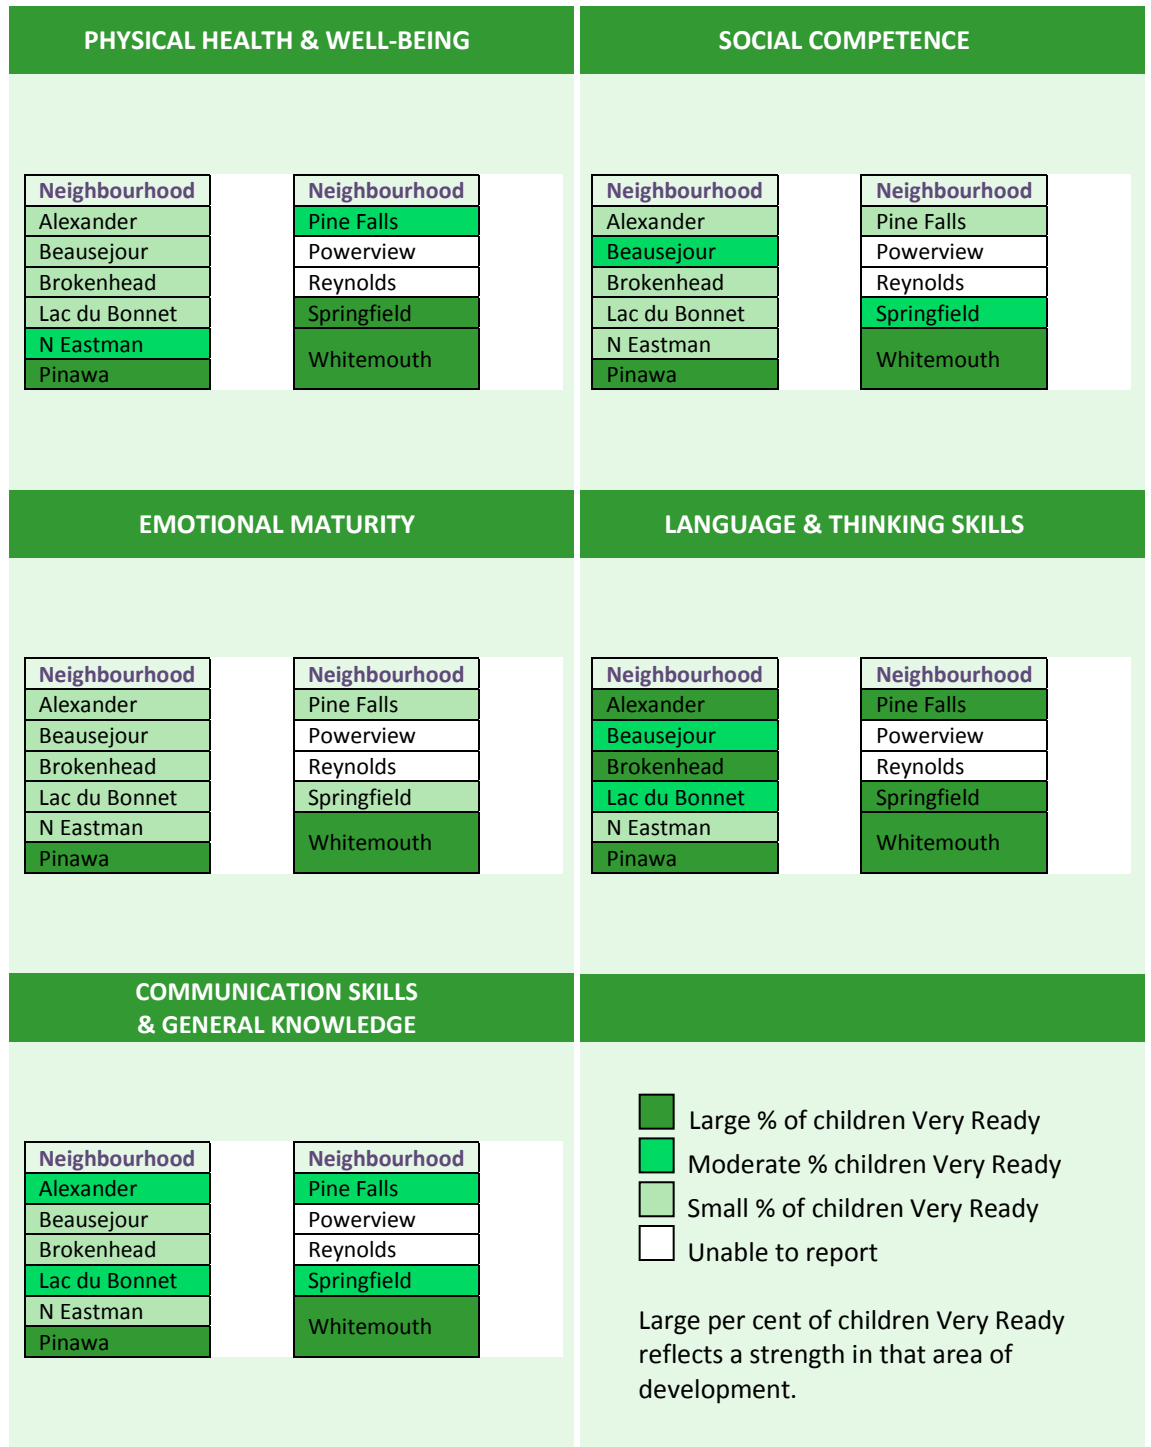 PHYSICAL HEALTH & WELL-BEING
Neighbourhood
Alexander
Beausejour
Brokenhead
Lac du Bonnet
N Eastman
Pinawa
Neighbourhood
Pine Falls
Powerview
Reynolds
Springfield
Whitemouth
SOCIAL COMPETENCE
Neighbourhood
Alexander
Beausejour
Brokenhead
Lac du Bonnet
N Eastman
Pinawa
Neighbourhood
Pine Falls
Powerview
Reynolds
Springfield
Whitemouth
EMOTIONAL MATURITY
Neighbourhood
Alexander
Beausejour
Brokenhead
Lac du Bonnet
N Eastman
Pinawa
Neighbourhood
Pine Falls
Powerview
Reynolds
Springfield
Whitemouth
LANGUAGE & THINKING SKILLS
Neighbourhood
Alexander
Beausejour
Brokenhead
Lac du Bonnet
N Eastman
Pinawa
Neighbourhood
Pine Falls
Powerview
Reynolds
Springfield
Whitemouth
COMMUNICATION SKILLS
& GENERAL KNOWLEDGE
Neighbourhood
Alexander
Beausejour
Brokenhead
Lac du Bonnet
N Eastman
Pinawa
Neighbourhood
Pine Falls
Powerview
Reynolds
Springfield
Whitemouth
Large % of children Very Ready
Moderate % children Very Ready
Small % of children Very Ready
Unable to report
Large per cent of children Very Ready
reflects a strength in that area of
development.